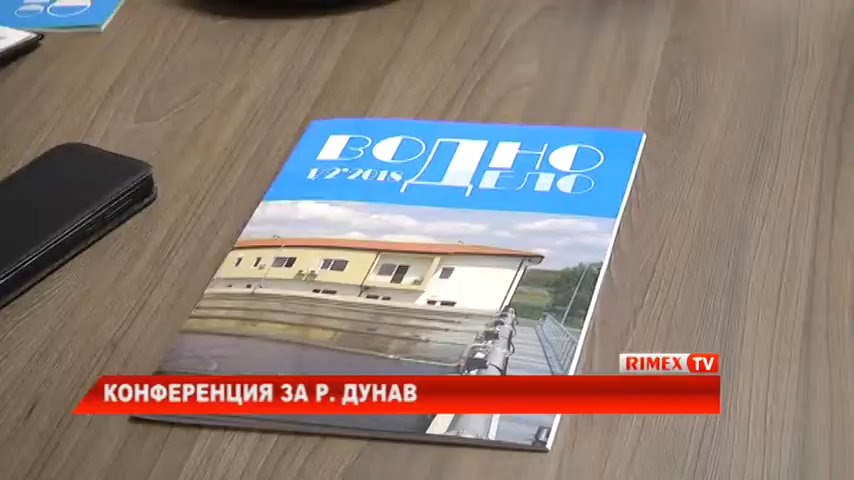 ВОДНО
1/2*2018 ДЕЛО
RIMEX TV
КОНФЕРЕНЦИЯ ЗА Р. ДУНАВ